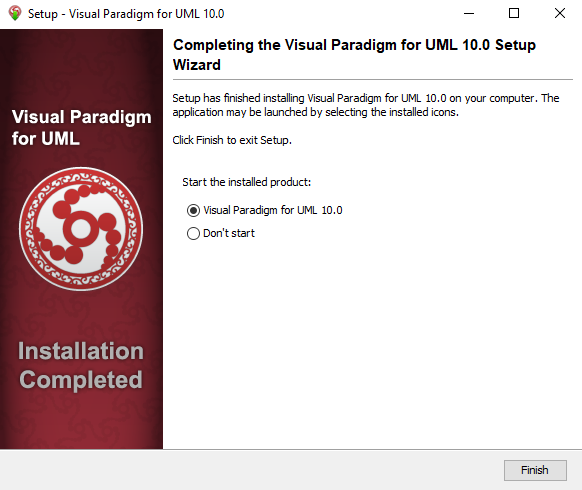 Setup - Visual Paradigm for UML 10.0
Visual Paradigm
for UML
Installation
Completed
Completing the Visual Paradigm for UML 10.0 Setup
Wizard
Setup has finished installing Visual Paradigm for UML 10.0 on your computer. The
application may be launched by selecting the installed icons.
Click Finish to exit Setup.
Start the installed product:
Visual Paradigm for UML 10.0
Don't start
Finish